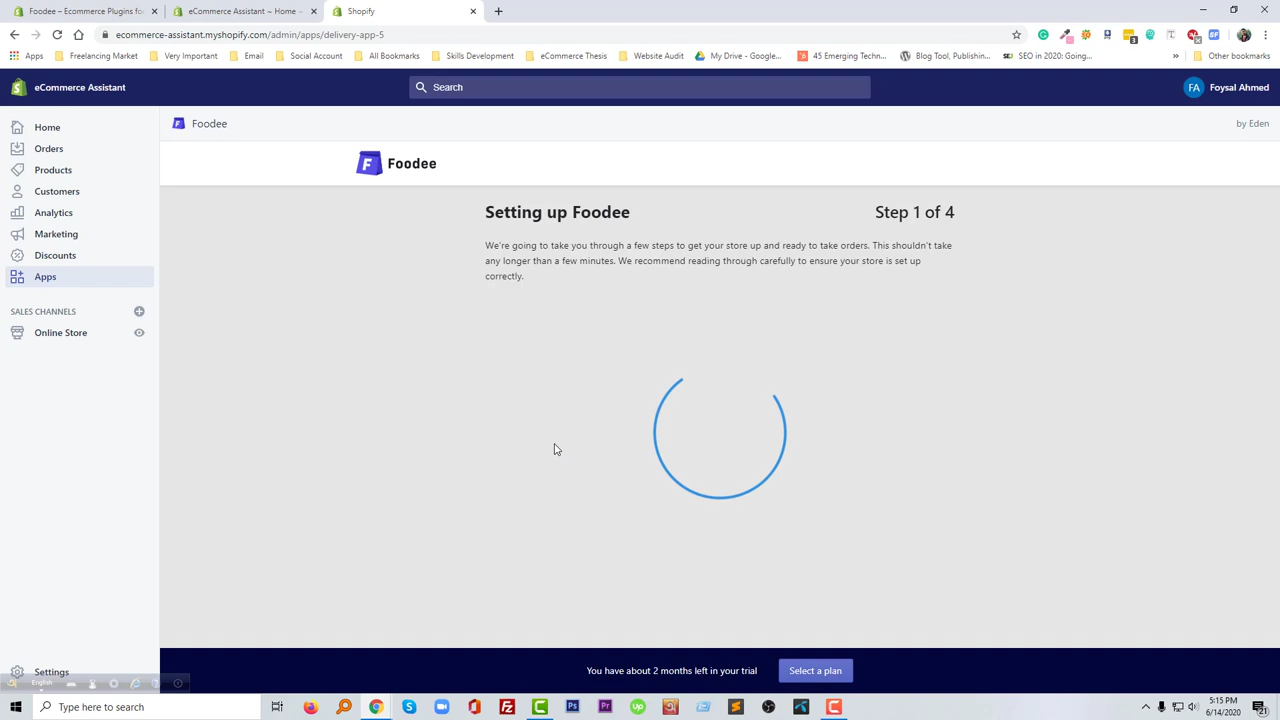 Foodee – eCommerce Plugins fo
eCommerce Assistant ~ Home
Shopify
ecommerce-assistant.myshopify.com/admin/apps/delivery-app-5
Apps
Freelancing Market
Very Important
Email
Social Account
All Bookmarks
Skills Development
eCommerce Thesis
Website Audit
My Drive - Google...
45 Emerging Techn...
Blog Tool, Publishin...
SEO in 2020: Going...
Other bookmarks
eCommerce Assistant
Search
FA
Foysal Ahmed
Home
Orders
Products
Customers
Analytics
Marketing
Discounts
Apps
SALES CHANNELS
Online Store
Settings
English
Foodee
by Eden
Foodee
Setting up Foodee
Step 1 of 4
We're going to take you through a few steps to get your store up and ready to take orders. This shouldn't take
any longer than a few minutes. We recommend reading through carefully to ensure your store is set up
correctly.
You have about 2 months left in your trial
Select a plan
Type here to search
5:15 PM
6/14/2020